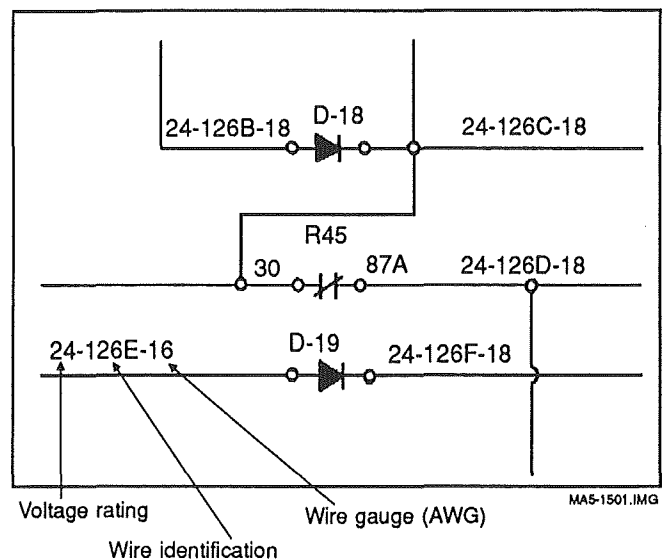 D-18
24-126B-18
24-126C-18
R45
30
87A
24-126D-18
24-126E-16
D-19
24-126F-18
MA5-1501.IMG
Voltage rating
Wire gauge (AWG)
Wire identification